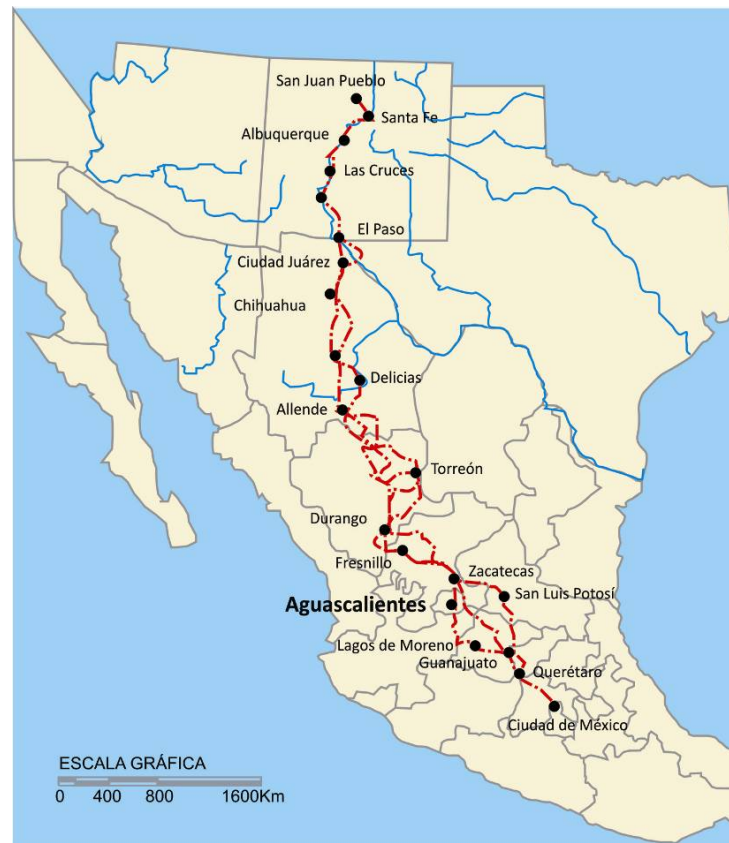 San Juan Pueblo
Santa Fe
Albuquerque
Las Cruces
El Paso
Ciudad Juárez
Chihuahua
Delicias
Allende
Torreón
Durango
Fresnillo
Zacatecas
San Luis Potosí
Aguascalientes
Lagos de Moreno
Guanajuato
Querétaro
Ciudad de México
ESCALA GRÁFICA
0 400 800 1600Km